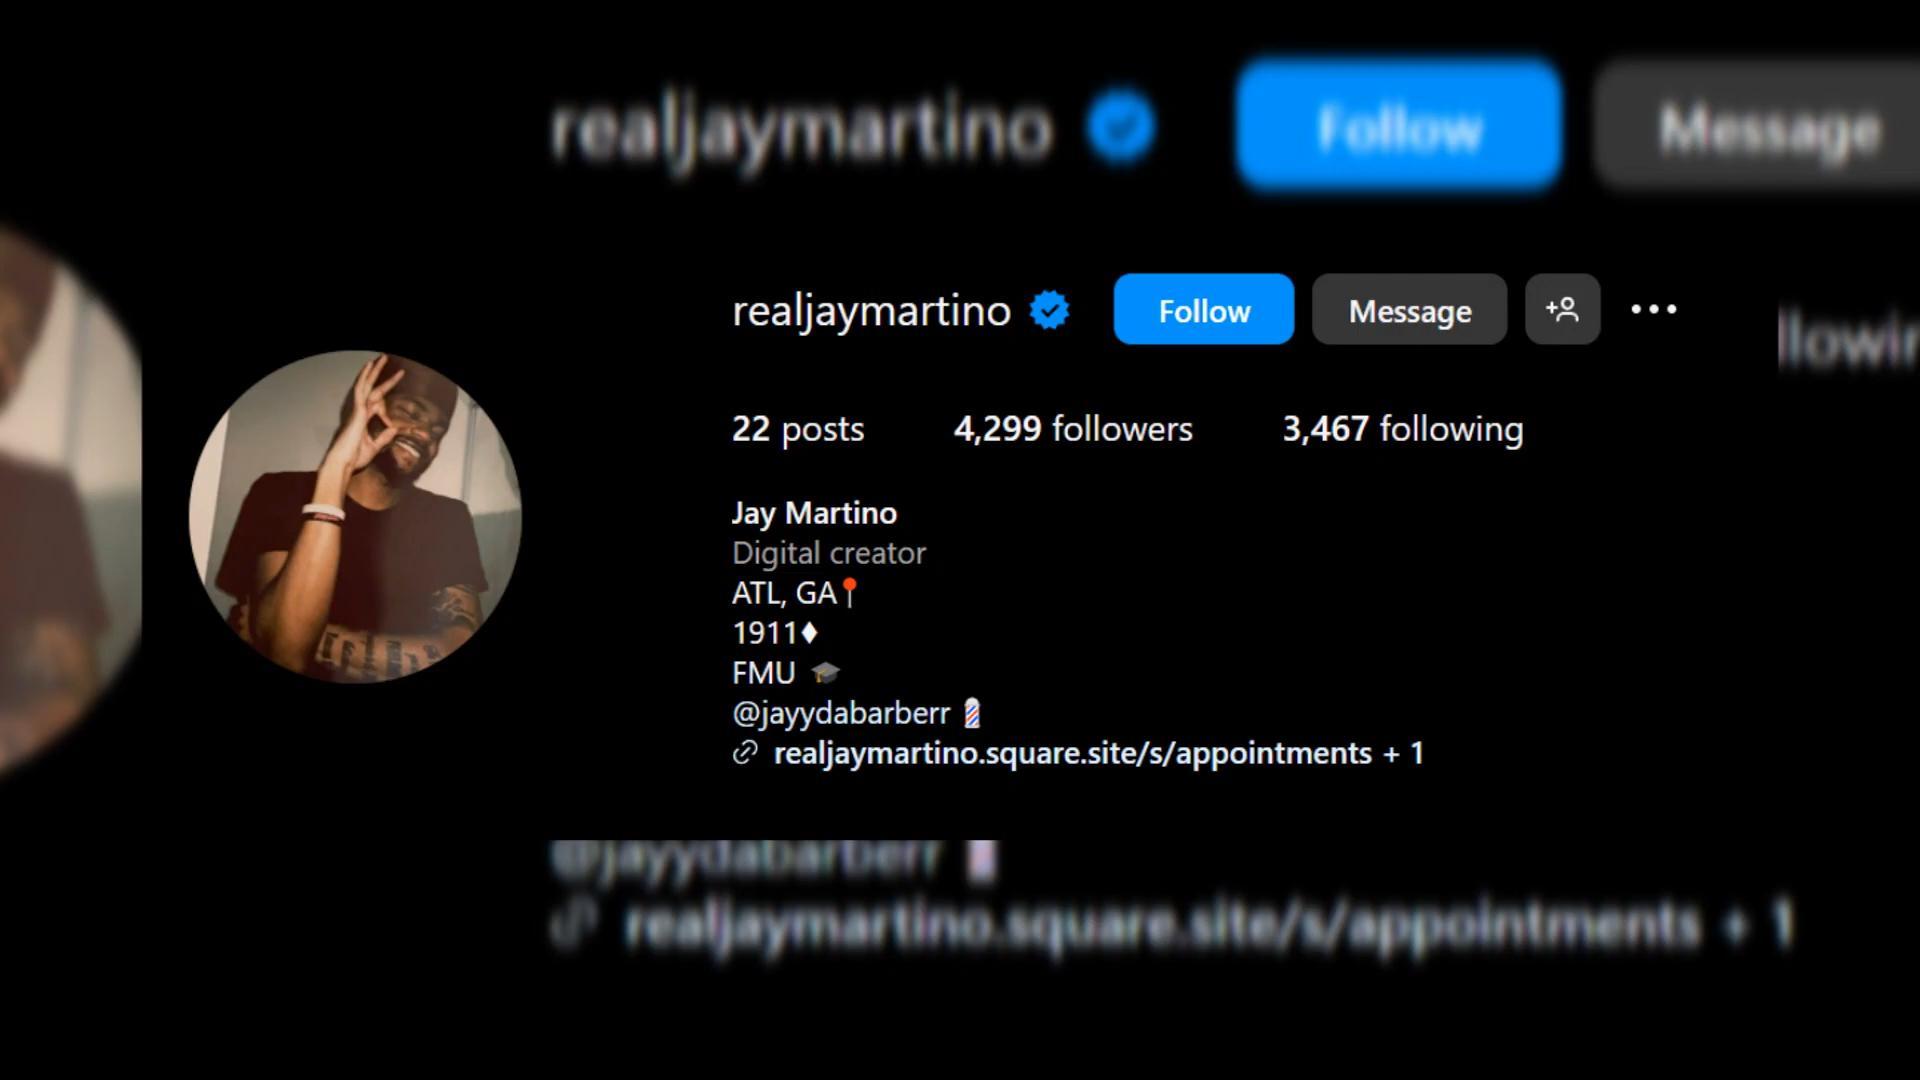 realjaymartino Follow Message
realjaymartino Follow Message
22 posts 4,299 followers 3,467 following
Jay Martino
Digital creator
ATL, GA📍
1911♦
FMU 🎓
@jayydabarberr 💈
realjaymartino.square.site/s/appointments + 1
@jayydabarberr
realjaymartino.square.site/s/appointments + 1